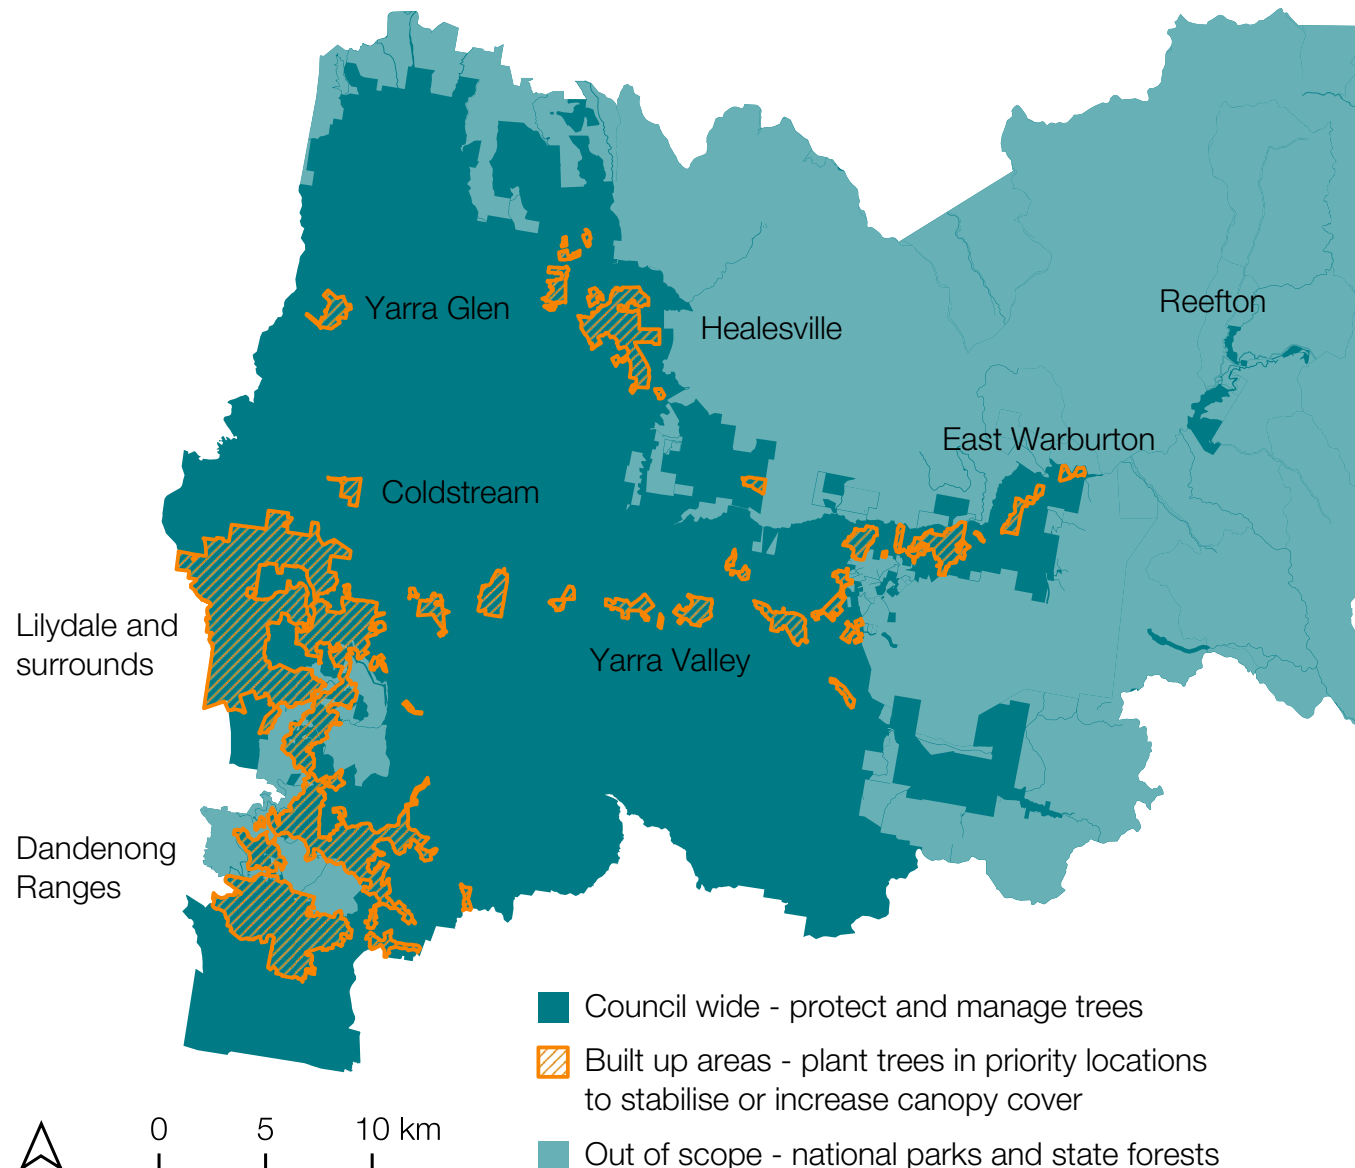 Yarra Glen
Healesville
Reefton
East Warburton
Coldstream
Lilydale and
surrounds
Yarra Valley
Dandenong
Ranges
Council wide - protect and manage trees
Built up areas - plant trees in priority locations
to stabilise or increase canopy cover
Out of scope - national parks and state forests
0 5 10 km